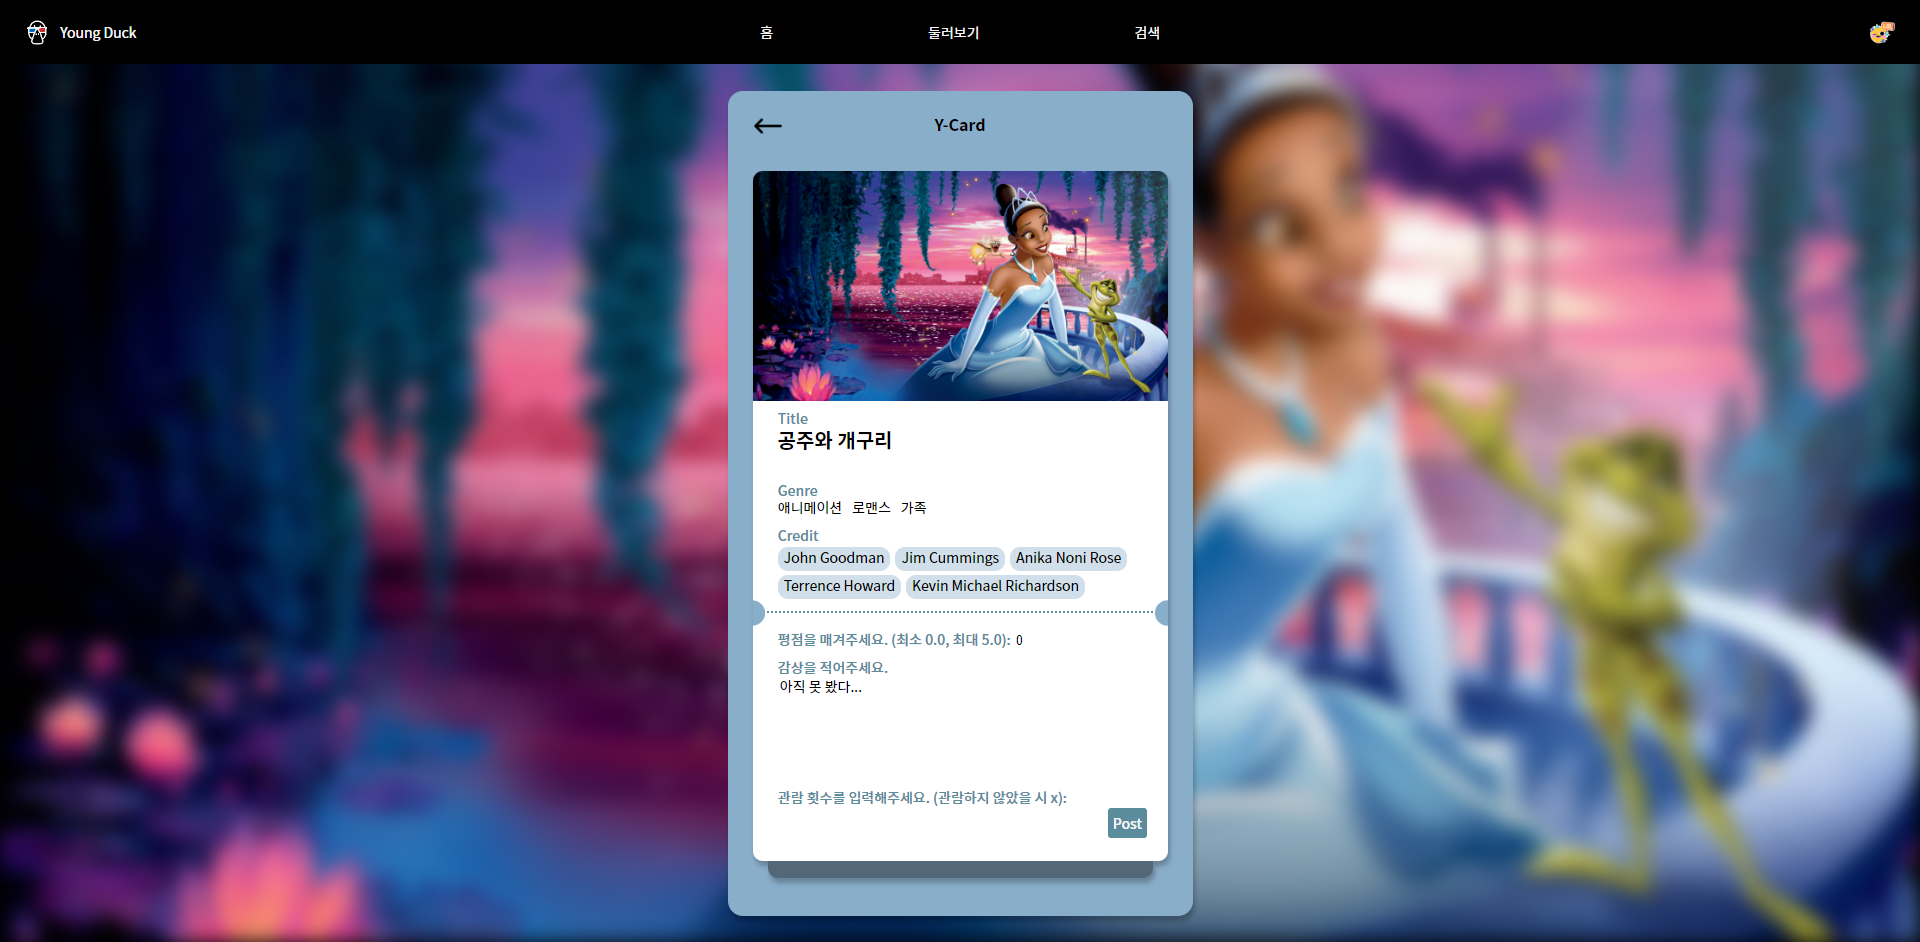 Young Duck
홈
둘러보기
검색
Y-Card
Title
공주와 개구리
Genre
애니메이션 로맨스 가족
Credit
John Goodman Jim Cummings Anika Noni Rose
Terrence Howard Kevin Michael Richardson
평점을 매겨주세요. (최소 0.0, 최대 5.0): 0
감상을 적어주세요.
아직 못 봤다...
관람 횟수를 입력해주세요. (관람하지 않았을 시 x):
Post